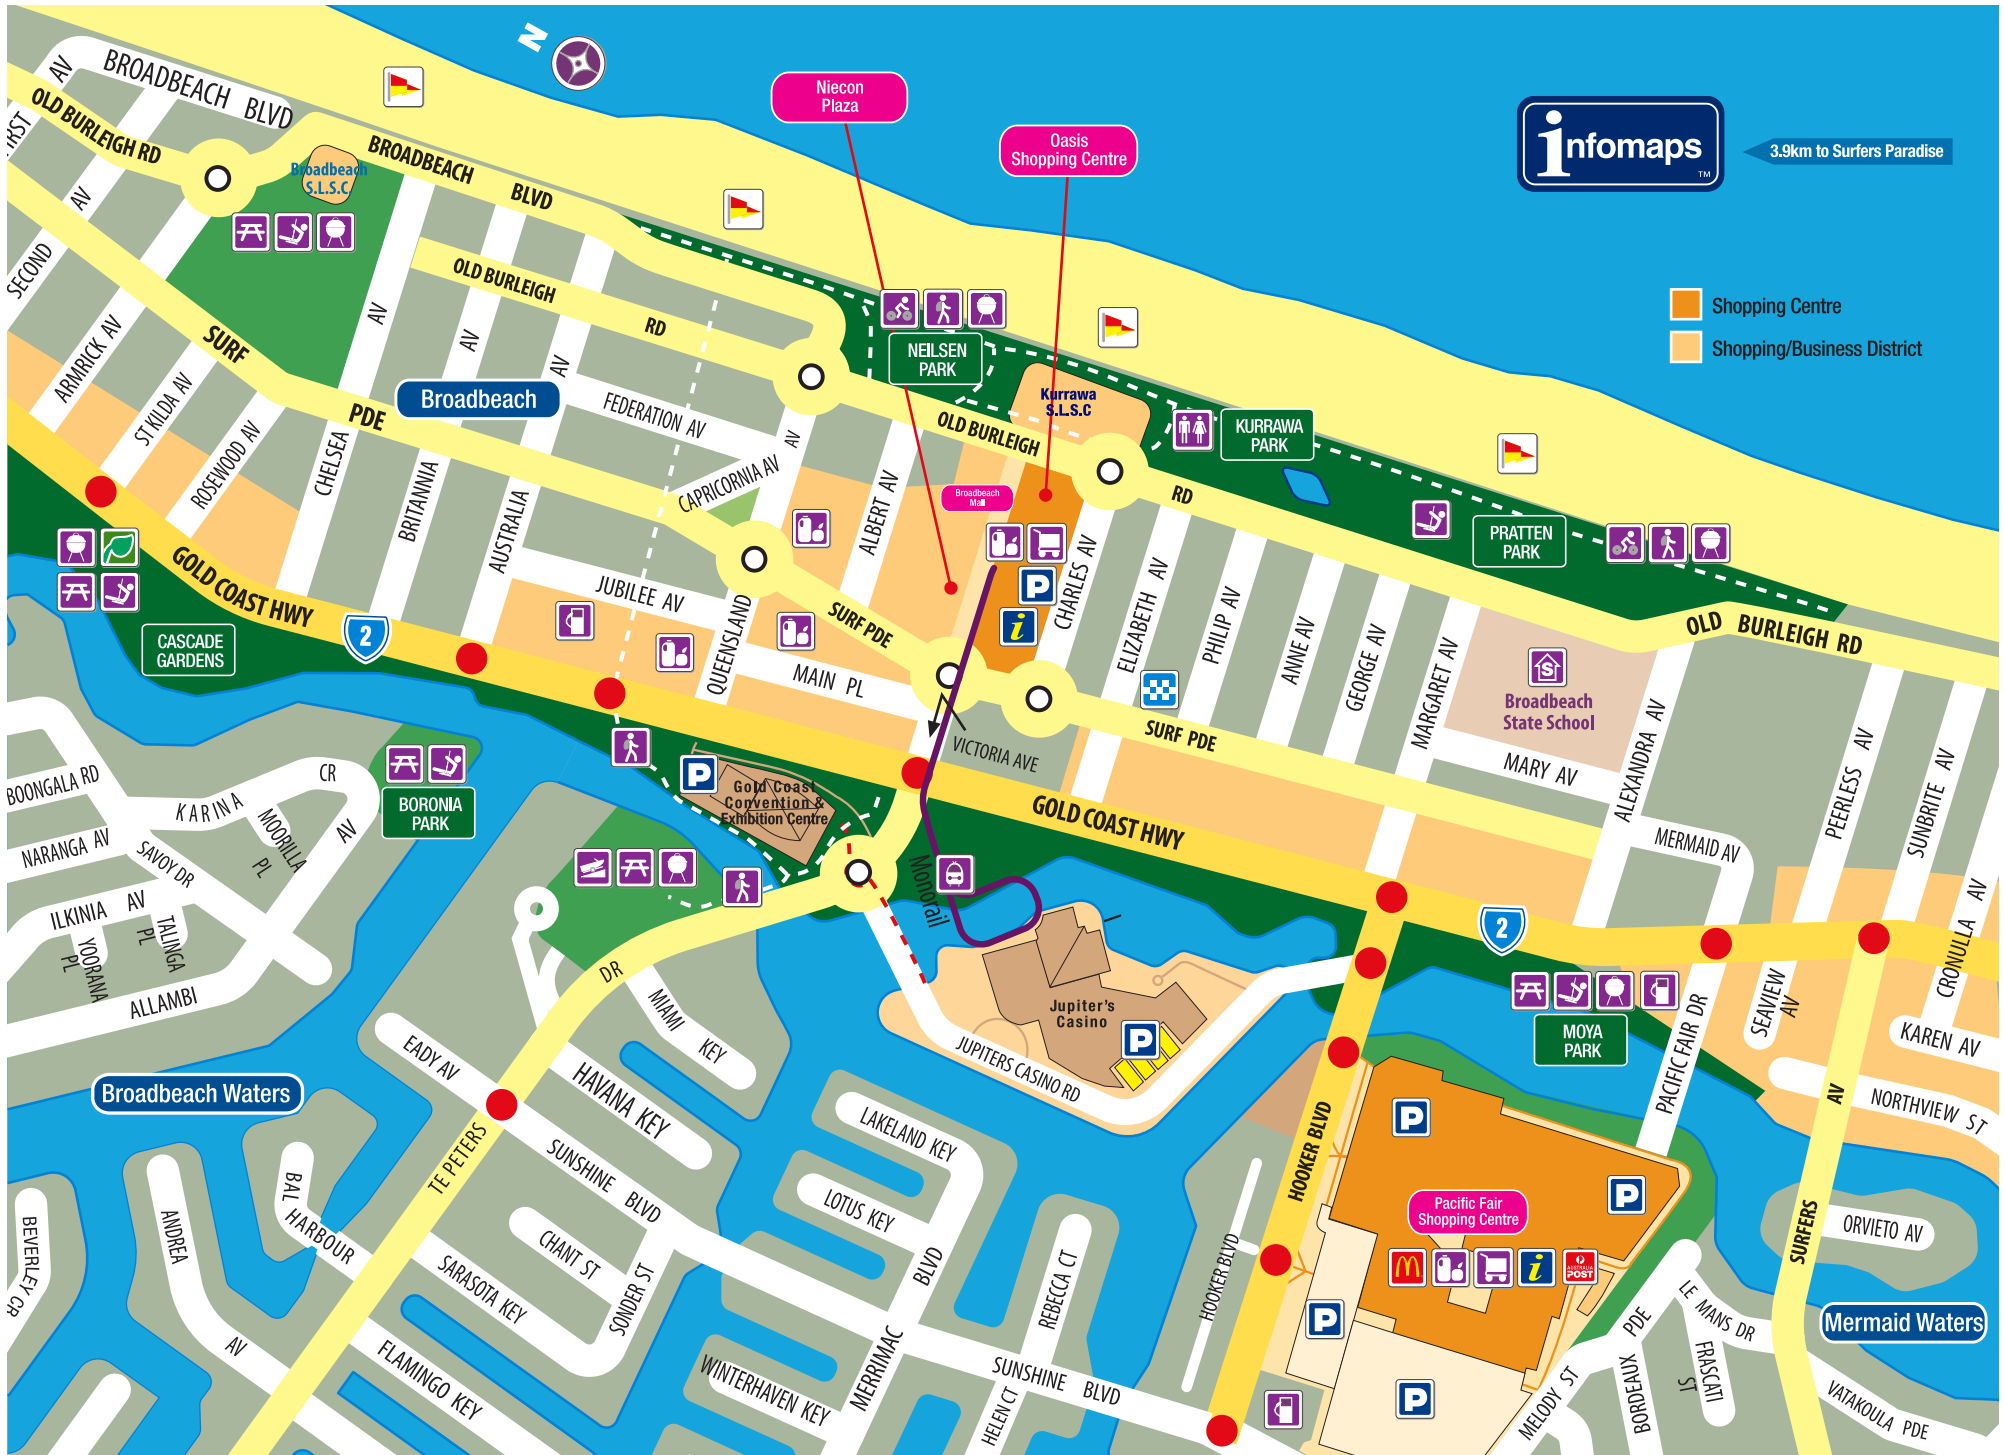 N
BROADBEACH BLVD
FIRST AV
OLD BURLEIGH RD
Niecon
Plaza
Oasis
Shopping Centre
infomaps
TM
3.9km to Surfers Paradise
Shopping Centre
Shopping/Business District
Broadbeach
S.L.S.C
BROADBEACH BLVD
SECOND AV
ARMRICK AV
ST KILDA AV
ROSEWOOD AV
SURF PDE
CHELSEA AV
BRITANNIA AV
AUSTRALIA AV
OLD BURLEIGH RD
Broadbeach
FEDERATION AV
CAPRICORNIA AV
NEILSEN
PARK
Kurrawa
S.L.S.C
OLD BURLEIGH RD
KURRAWA
PARK
PRATTEN
PARK
ALBERT AV
Broadbeach
Mall
P
i
CHARLES AV
ELIZABETH AV
PHILIP AV
ANNE AV
GEORGE AV
MARGARET AV
S
Broadbeach
State School
OLD BURLEIGH RD
GOLD COAST HWY
2
JUBILEE AV
QUEENSLAND AV
MAIN PL
SURF PDE
VICTORIA AVE
SURF PDE
MARY AV
ALEXANDRA AV
MERMAID AV
PEERLESS AV
SUNBRITE AV
CRONULLA AV
CASCADE
GARDENS
BOONGALA RD
KARINA CR
MOORILLA PL
NARANGA AV
SAVOY DR
ILKINIA AV
TALINGA PL
YOORANA PL
ALLAMBI AV
BORONIA
PARK
P
Gold Coast
Convention &
Exhibition Centre
Monorail
GOLD COAST HWY
2
MOYA
PARK
SEAVIEW AV
PACIFIC FAIR DR
KAREN AV
NORTHVIEW ST
Jupiter's
Casino
P
JUPITERS CASINO RD
Broadbeach Waters
EADY AV
MIAMI KEY
HAVANA KEY
TE PETERS DR
SUNSHINE BLVD
LAKELAND KEY
LOTUS KEY
MERRIMAC BLVD
REBECCA CT
HELEN CT
WINTERHAVEN KEY
SUNSHINE BLVD
CHANT ST
SONDER ST
SARASOTA KEY
FLAMINGO KEY
BAL HARBOUR
ANDREA AV
BEVERLEY CR
HOOKER BLVD
HOOKER BLVD
P
P
Pacific Fair
Shopping Centre
M
i
AUSTRALIA
POST
P
P
MELODY ST
BORDEAUX PDE
LE MANS DR
FRASCATI ST
SURFERS AV
ORVIETO AV
Mermaid Waters
VATAKOULA PDE